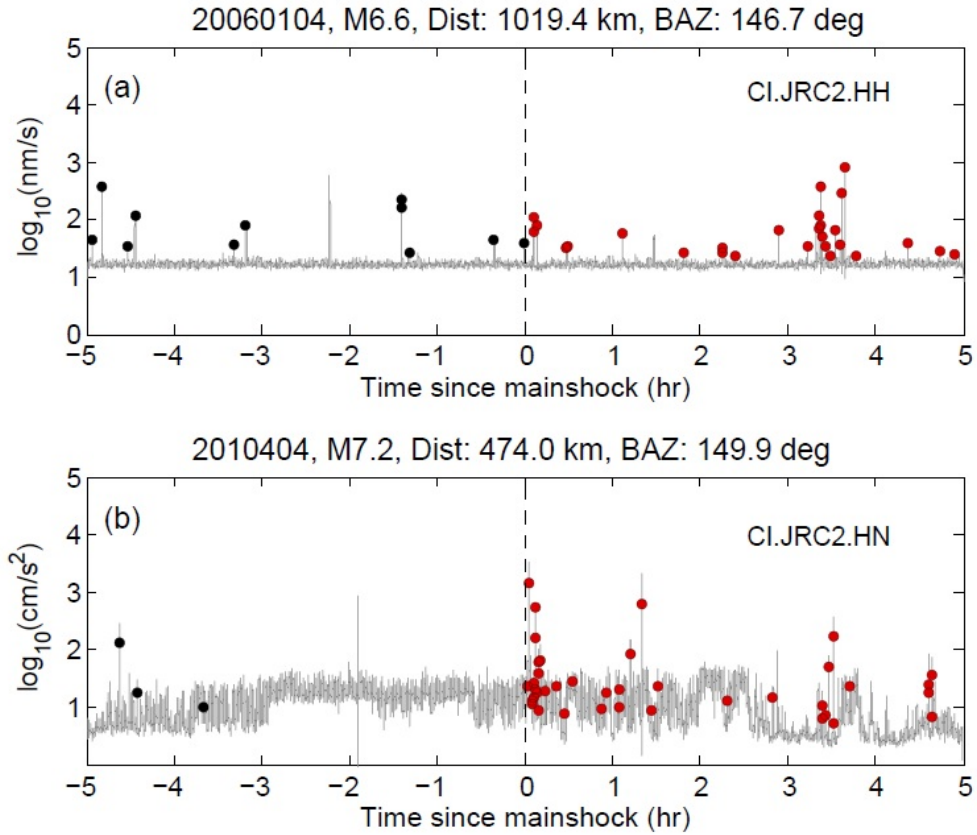 20060104, M6.6, Dist: 1019.4 km, BAZ: 146.7 deg
(a)
CI.JRC2.HH
log10(nm/s)
5
4
3
2
1
0
−5 −4 −3 −2 −1 0 1 2 3 4 5
Time since mainshock (hr)
2010404, M7.2, Dist: 474.0 km, BAZ: 149.9 deg
(b)
CI.JRC2.HN
log10(cm/s²)
5
4
3
2
1
−5 −4 −3 −2 −1 0 1 2 3 4 5
Time since mainshock (hr)